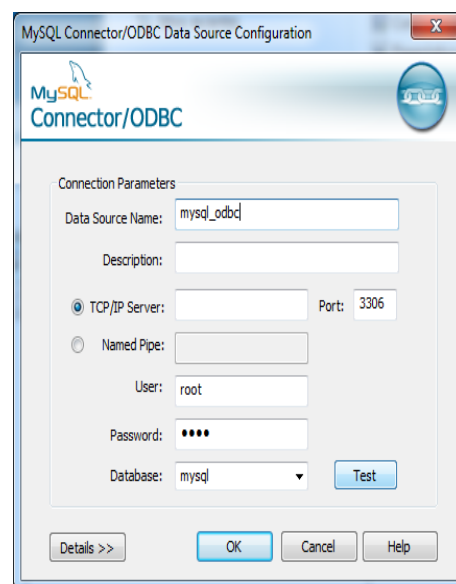 MySQL Connector/ODBC Data Source Configuration
X
MySQL
Connector/ODBC
Connection Parameters
Data Source Name: mysql_odbc
Description:
TCP/IP Server: Port: 3306
Named Pipe:
User: root
Password: ••••
Database: mysql Test
Details >> OK Cancel Help